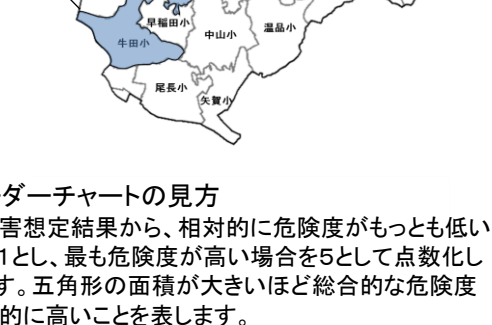 早稲田小
温品小
中山小
牛田小
尾長小
矢賀小
ダーチャートの見方
害想定結果から、相対的に危険度がもっとも低い
1とし、最も危険度が高い場合を5として点数化し
す。五角形の面積が大きいほど総合的な危険度
的に高いことを表します。